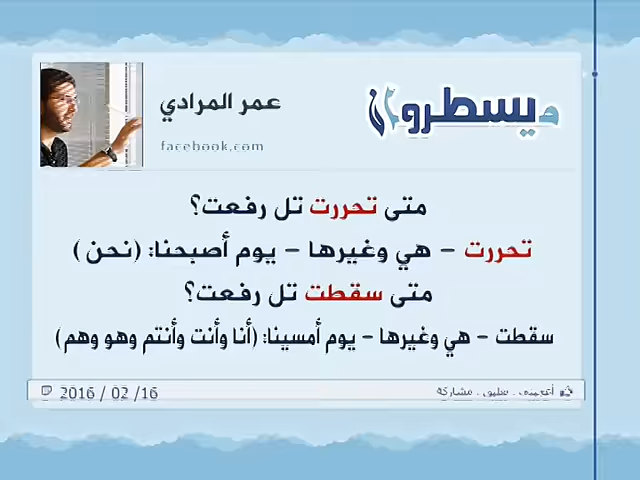 يسطرون
عمر المرادي
facebook.com
متى تحررت تل رفعت؟
تحررت – هي وغيرها – يوم أصبحنا: (نحن)
متى سقطت تل رفعت؟
سقطت – هي وغيرها – يوم أمسينا: (أنا وأنت وأنتم وهو وهم)
أعجبني . تعليق . مشاركة
2016 / 02 /16